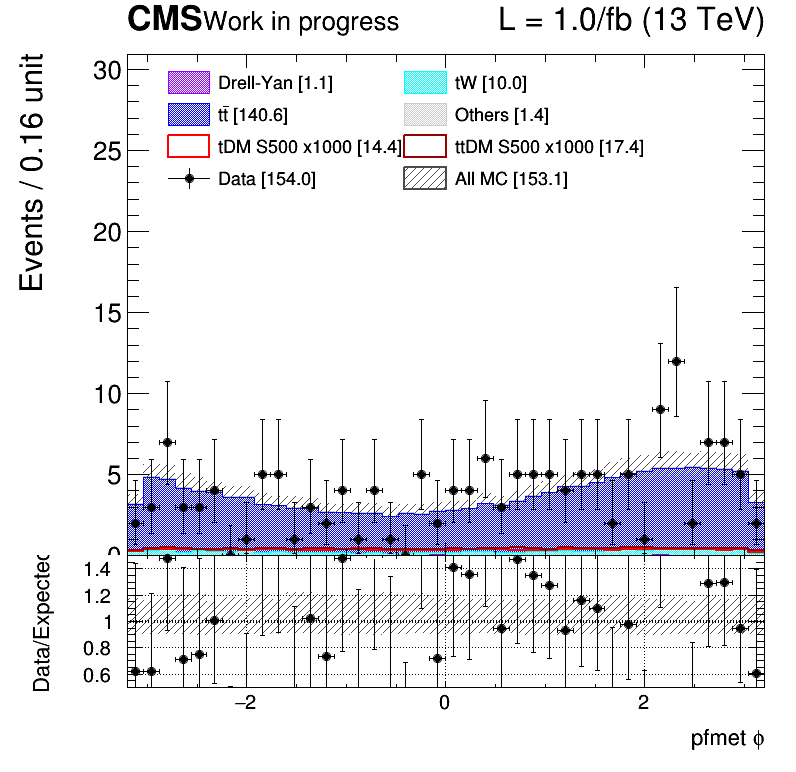 CMS Work in progress L = 1.0/fb (13 TeV)
Events / 0.16 unit
30
25
20
15
10
5
0
Drell-Yan [1.1] tW [10.0]
tt̄ [140.6] Others [1.4]
tDM S500 x1000 [14.4] ttDM S500 x1000 [17.4]
Data [154.0] All MC [153.1]
Data/Expected
1.4
1.2
1
0.8
0.6
−2 0 2
pfmet ϕ